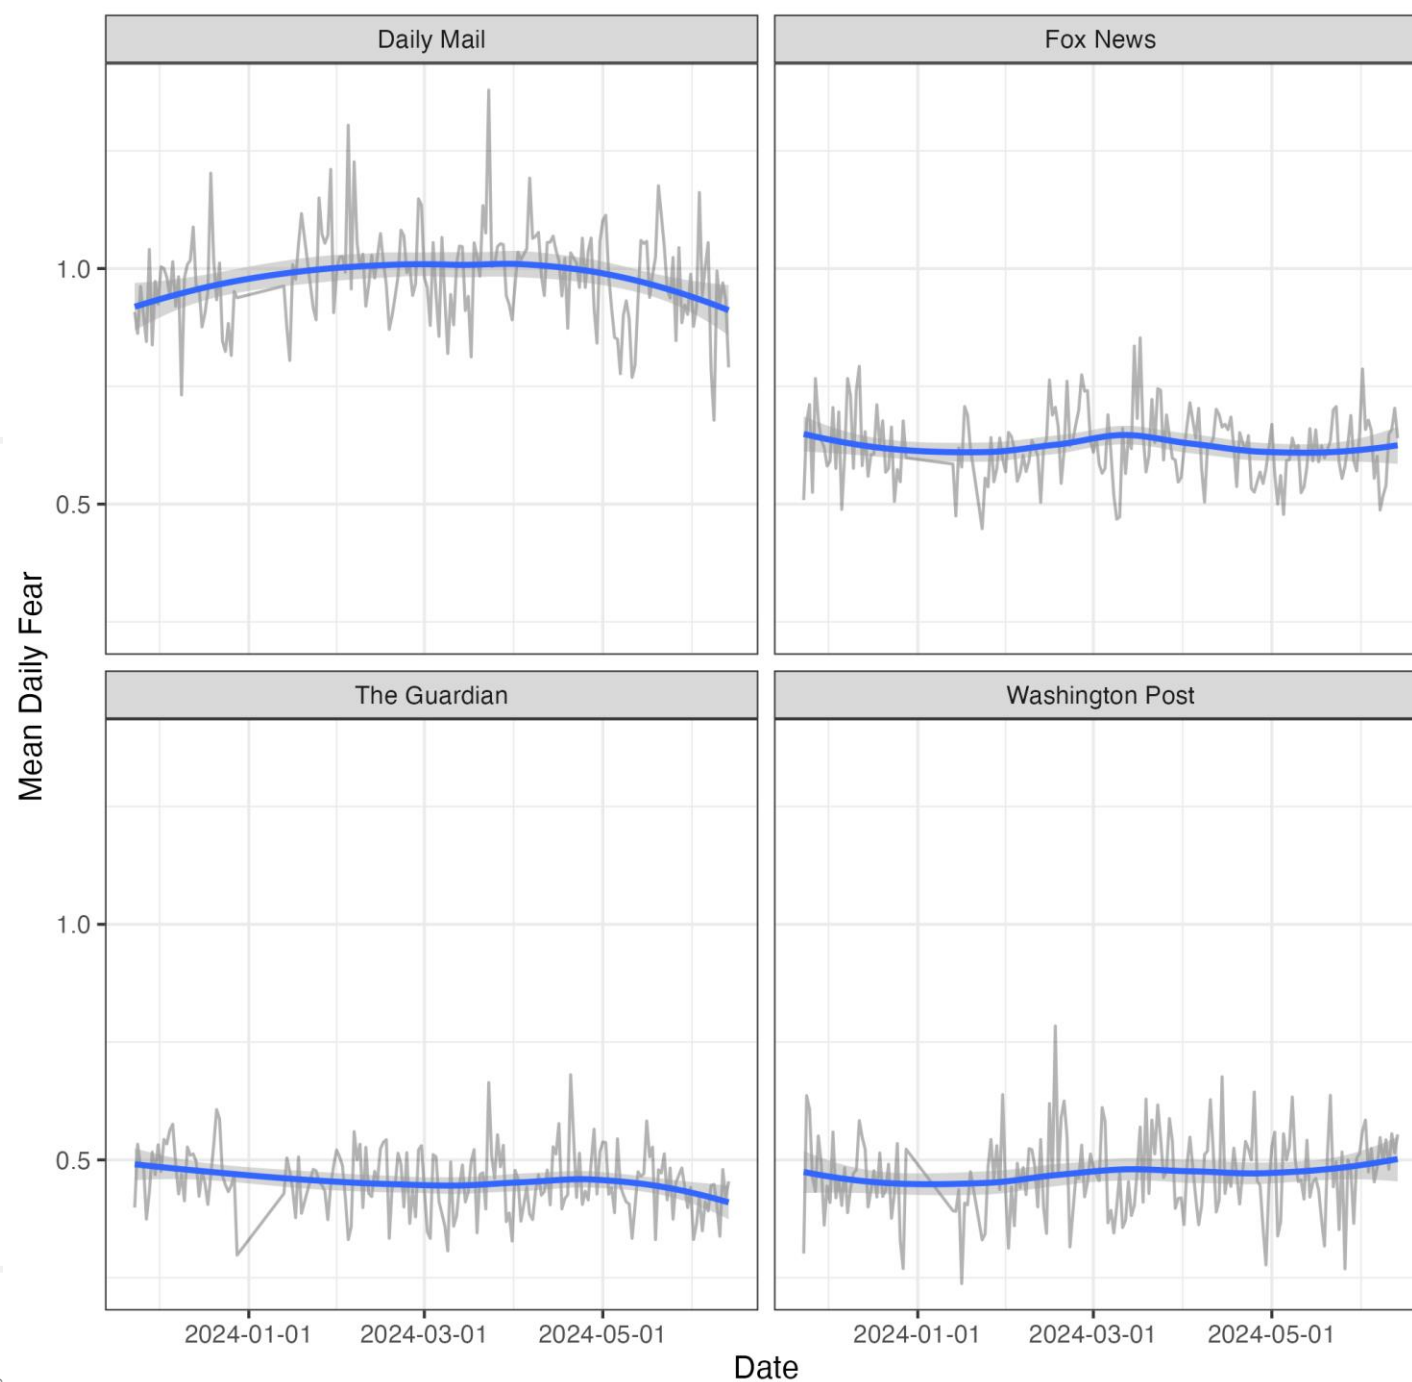 Daily Mail
Fox News
1.0
0.5
Mean Daily Fear
The Guardian
Washington Post
1.0
0.5
2024-01-01 2024-03-01 2024-05-01
2024-01-01 2024-03-01 2024-05-01
Date